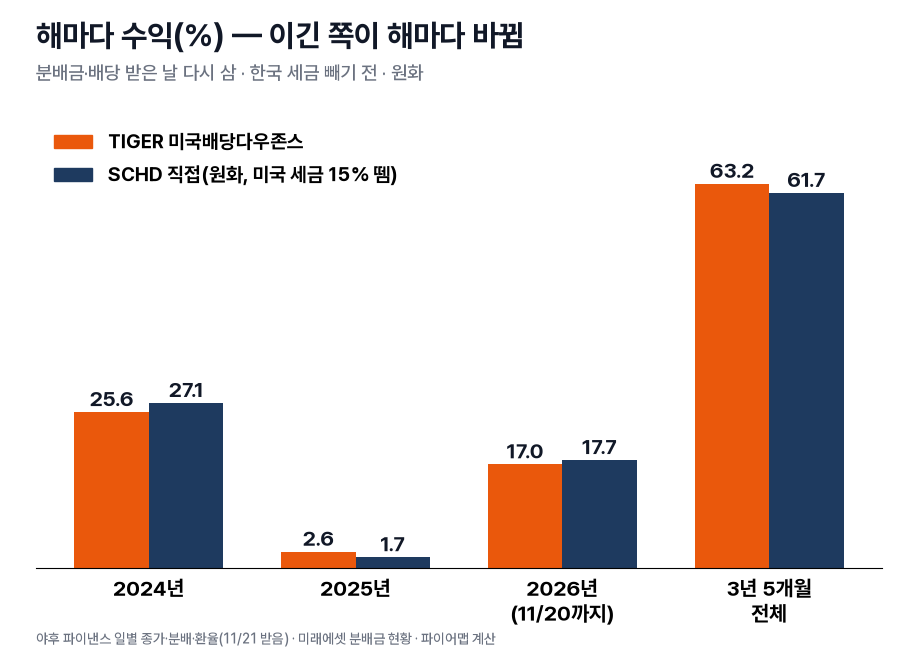 해마다 수익(%) — 이긴 쪽이 해마다 바뀜
분배금·배당 받은 날 다시 삼 · 한국 세금 빼기 전 · 원화
TIGER 미국배당다우존스
SCHD 직접(원화, 미국 세금 15% 뗌)
25.6
27.1
2.6
1.7
17.0
17.7
63.2
61.7
2024년
2025년
2026년
(11/20까지)
3년 5개월
전체
야후 파이낸스 일별 종가·분배·환율(11/21 받음) · 미래에셋 분배금 현황 · 파이어맵 계산